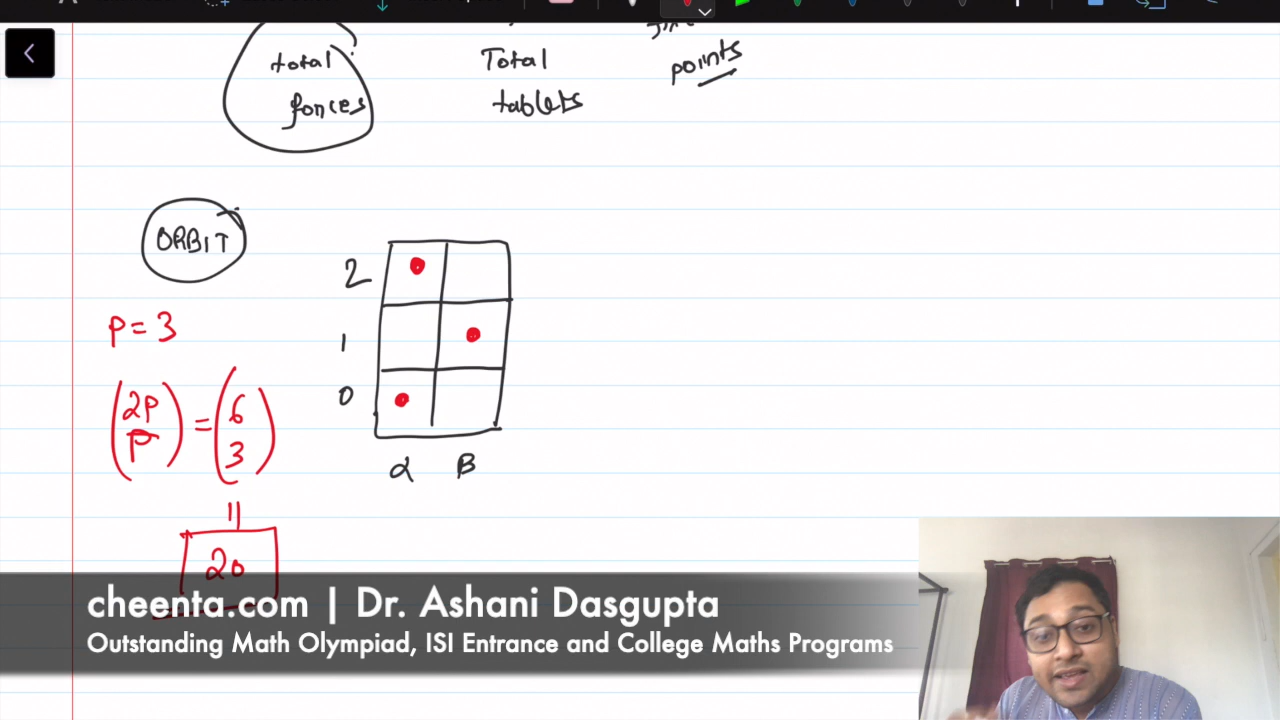 total
forces
Total
tablets
points
ORBIT
P = 3
(2P P) = (6 3)
=
20
2
1
0
α β
cheenta.com | Dr. Ashani Dasgupta
Outstanding Math Olympiad, ISI Entrance and College Maths Programs